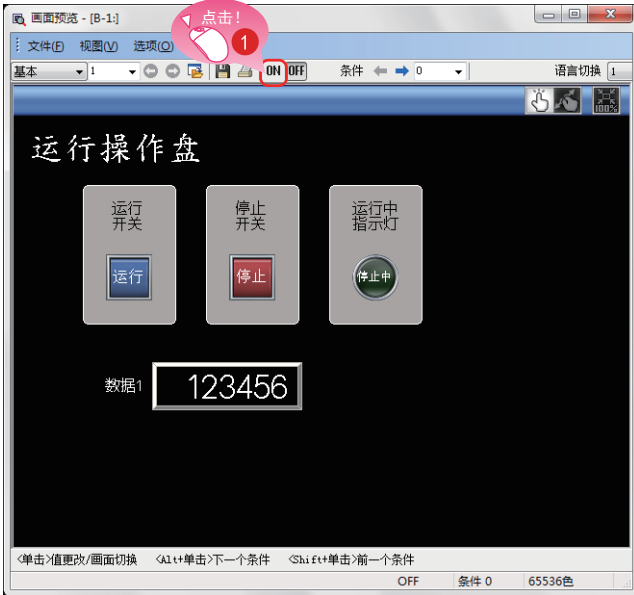 画面预览 - [B-1:]
点击!
1
文件(F) 视图(V) 选项(O)
基本 1 ON OFF 条件 0 语言切换 1
100%
运行操作盘
运行
开关
停止
开关
运行中
指示灯
运行
停止
停止中
数据1 123456
<单击>值更改/画面切换 <Alt+单击>下一个条件 <Shift+单击>前一个条件
OFF 条件 0 65536色